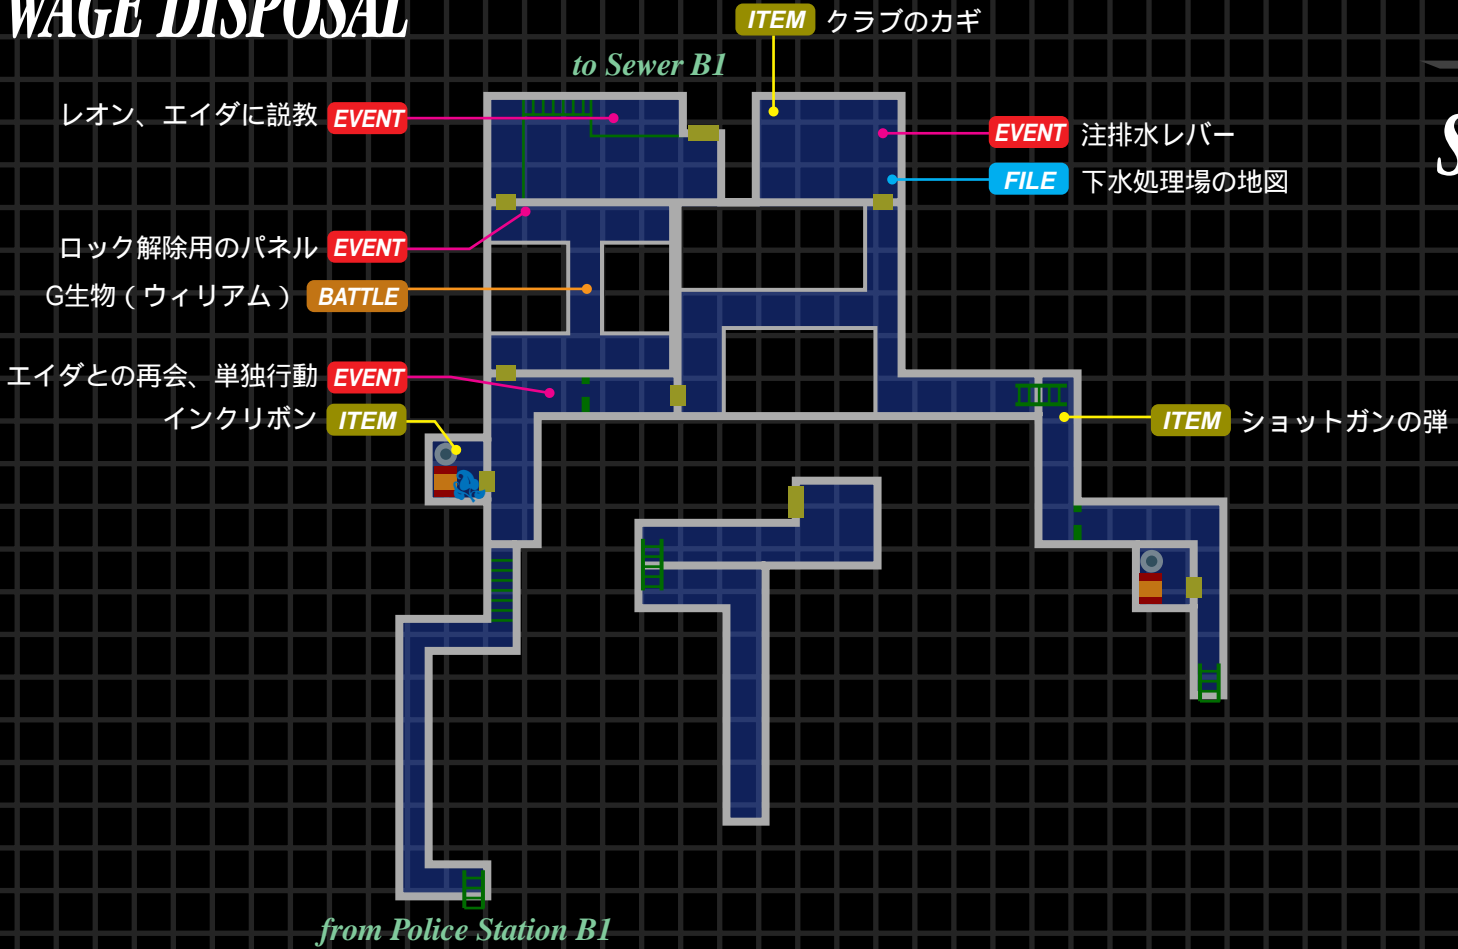 WAGE DISPOSAL
ITEM クラブのカギ
to Sewer B1
レオン、エイダに説教 EVENT
EVENT 注排水レバー
S
FILE 下水処理場の地図
ロック解除用のパネル EVENT
G生物（ウィリアム） BATTLE
エイダとの再会、単独行動 EVENT
インクリボン ITEM
ITEM ショットガンの弾
from Police Station B1